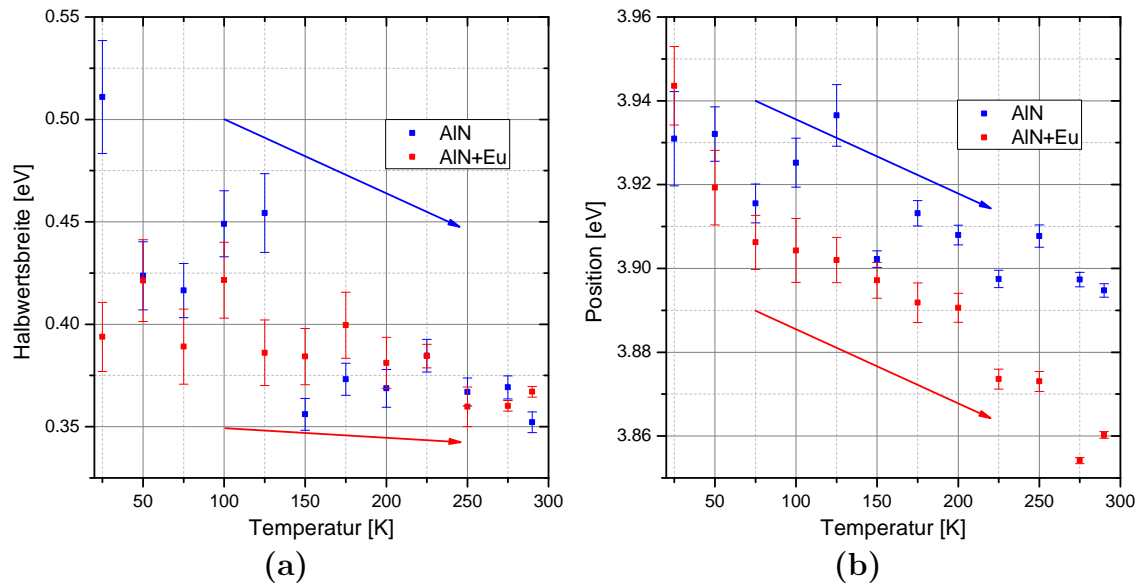 0.55
0.50
0.45
0.40
0.35
Halbwertsbreite [eV]
AlN
AlN+Eu
50 100 150 200 250 300
Temperatur [K]
(a)
3.96
3.94
3.92
3.90
3.88
3.86
Position [eV]
AlN
AlN+Eu
50 100 150 200 250 300
Temperatur [K]
(b)